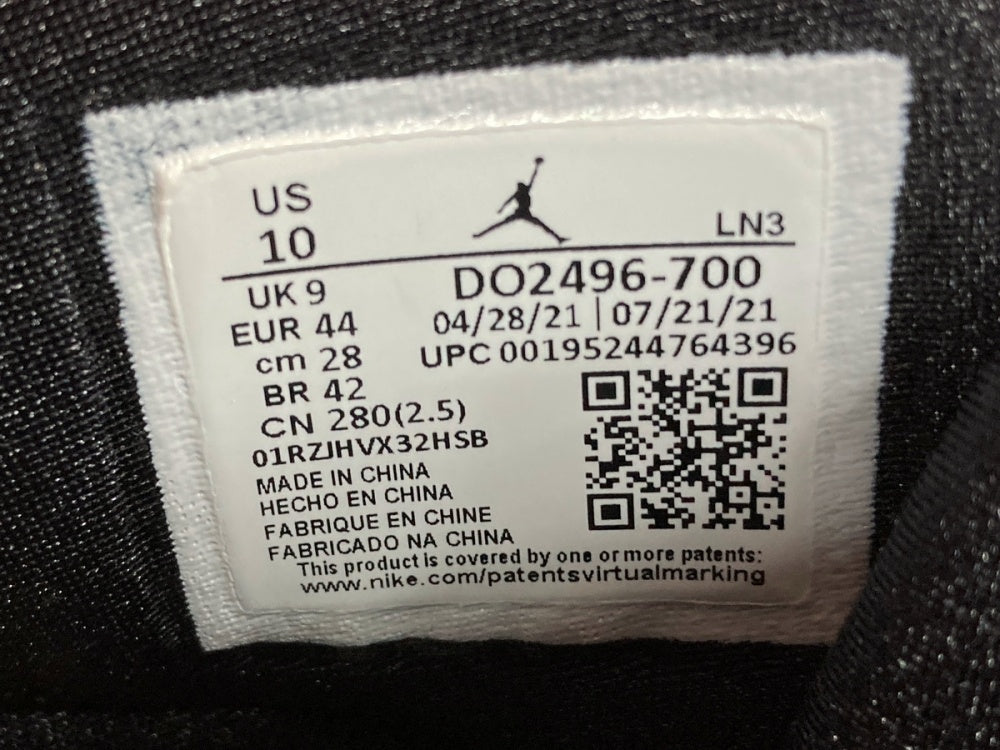 US
10
LN3
UK 9
EUR 44
cm 28
BR 42
CN 280(2.5)
01RZJHVX32HSB
DO2496-700
04/28/21 | 07/21/21
UPC 00195244764396
MADE IN CHINA
HECHO EN CHINA
FABRIQUE EN CHINE
FABRICADO NA CHINA
This product is covered by one or more patents:
www.nike.com/patentsvirtualmarking